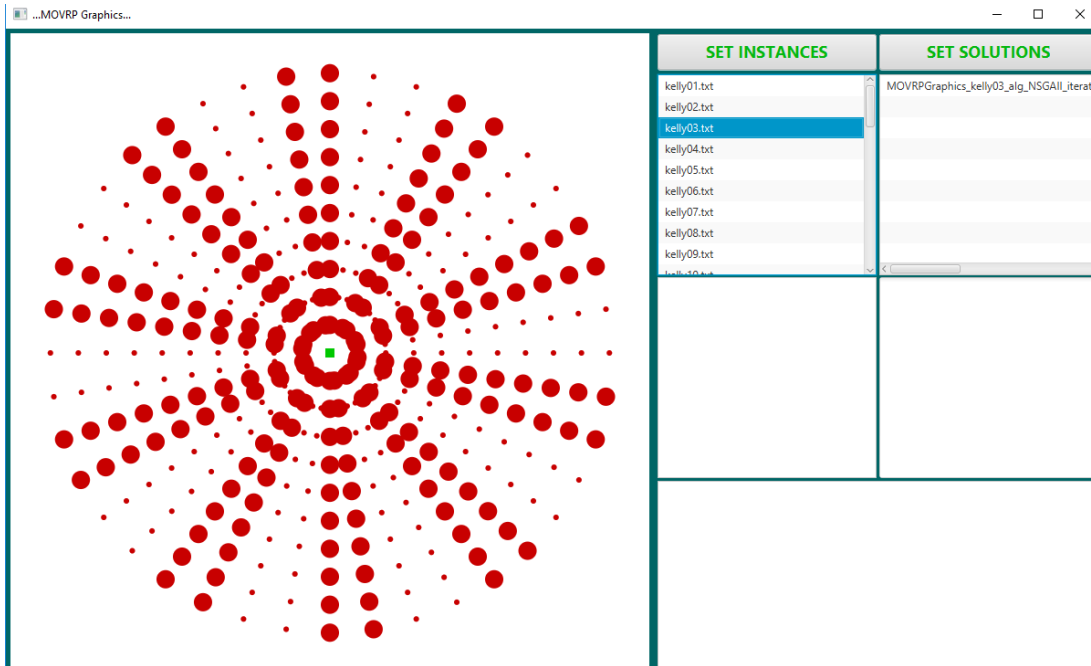 ...MOVRP Graphics...
SET INSTANCES
SET SOLUTIONS
kelly01.txt
kelly02.txt
kelly03.txt
kelly04.txt
kelly05.txt
kelly06.txt
kelly07.txt
kelly08.txt
kelly09.txt
MOVRPGraphics_kelly03_alg_NSGAII_iterat